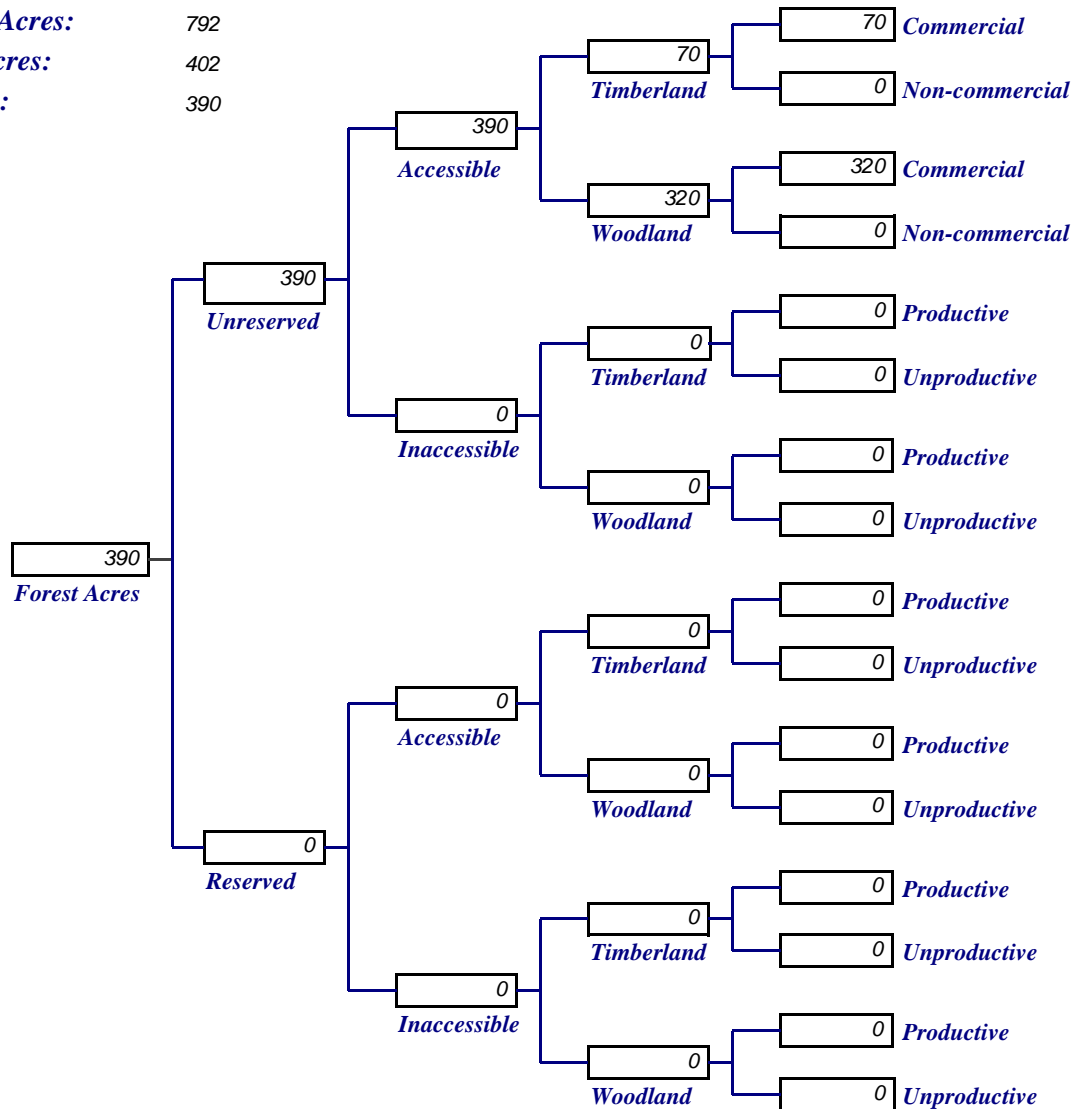 Acres: 792
cres: 402
: 390
70 Commercial
70
Timberland
0 Non-commercial
390
Accessible
320 Commercial
320
Woodland
0 Non-commercial
390
Unreserved
0 Productive
0
Timberland
0 Unproductive
0
Inaccessible
0 Productive
0
Woodland
0 Unproductive
390
Forest Acres
0 Productive
0
Timberland
0 Unproductive
0
Accessible
0 Productive
0
Woodland
0 Unproductive
0
Reserved
0 Productive
0
Timberland
0 Unproductive
0
Inaccessible
0 Productive
0
Woodland
0 Unproductive